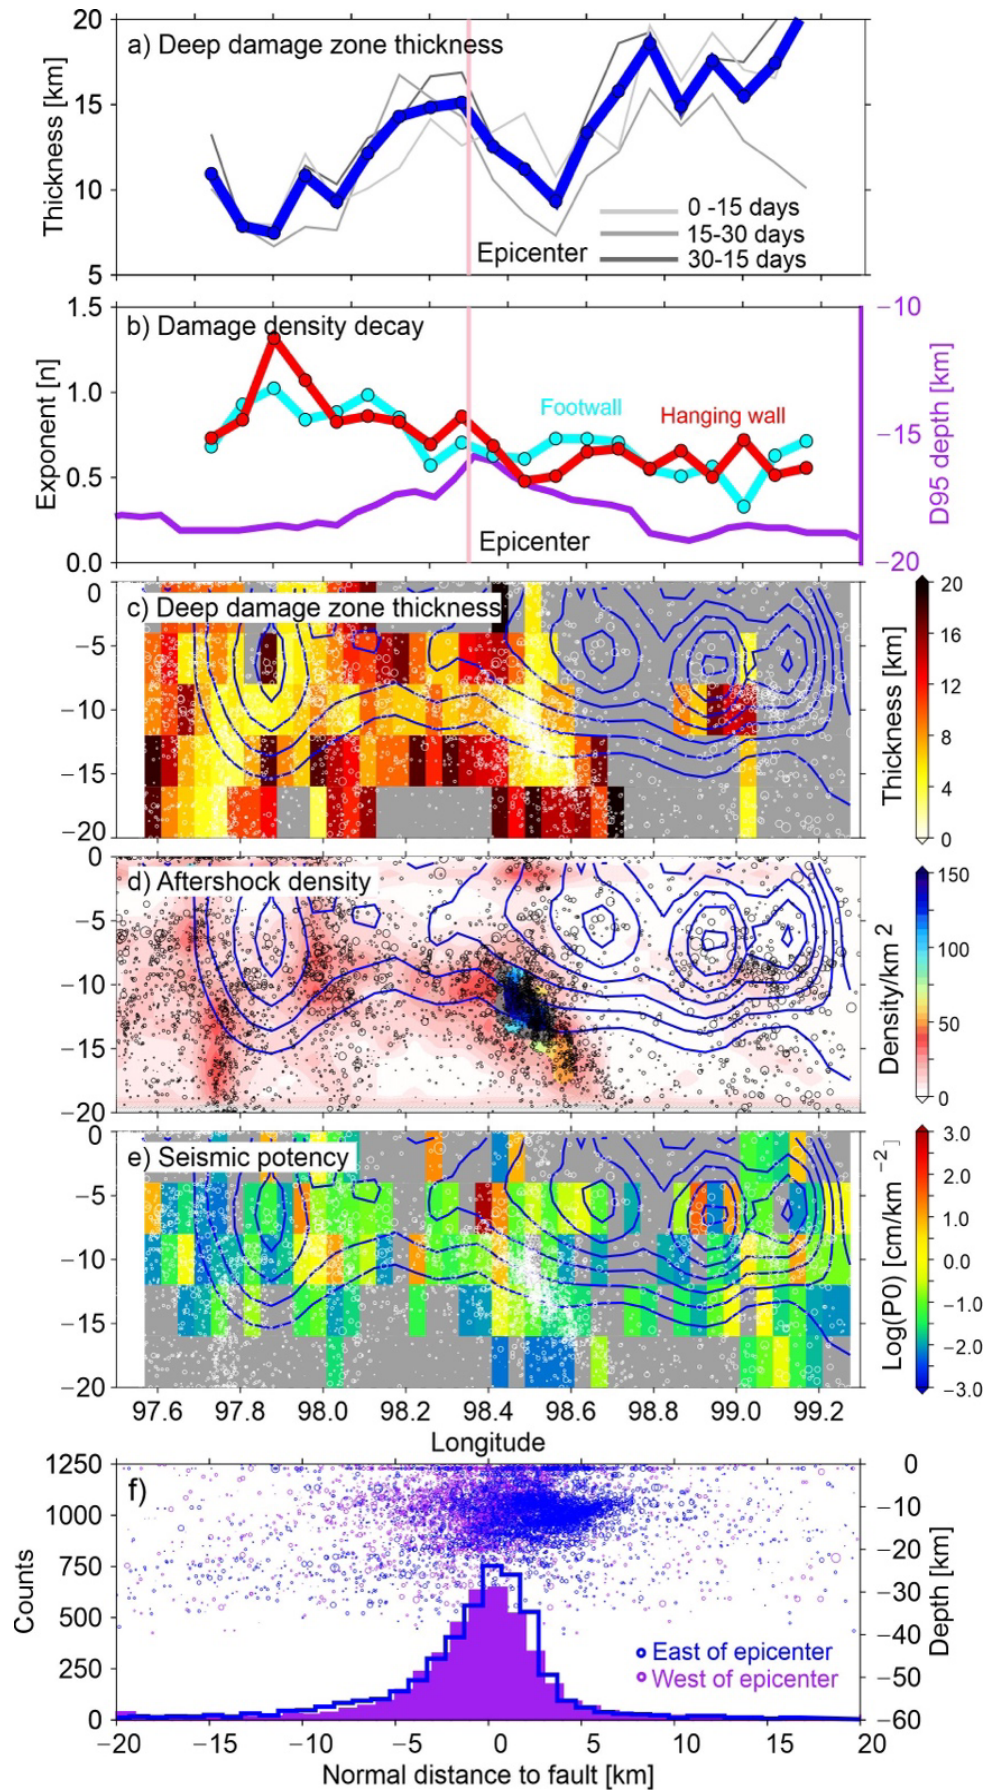 20
a) Deep damage zone thickness
Thickness [km]
15
10
0 -15 days
15-30 days
30-15 days
Epicenter
5
1.5
−10
b) Damage density decay
Exponent [n]
1.0
Footwall
Hanging wall
−15
D95 depth [km]
0.5
Epicenter
0.0
−20
0
c) Deep damage zone thickness
−5
−10
−15
−20
20
16
12
8
4
0
Thickness [km]
0
d) Aftershock density
−5
−10
−15
−20
150
100
50
0
Density/km 2
0
e) Seismic potency
−5
−10
−15
−20
3.0
1.0
0.0
−1.0
−2.0
−3.0
Log(P0) [cm/km−2]
97.6 97.8 98.0 98.2 98.4 98.6 98.8 99.0 99.2
Longitude
f)
1250
1000
750
500
250
0
Counts
0
−10
−20
−30
−40
−50
−60
Depth [km]
East of epicenter
West of epicenter
−20 −15 −10 −5 0 5 10 15 20
Normal distance to fault [km]